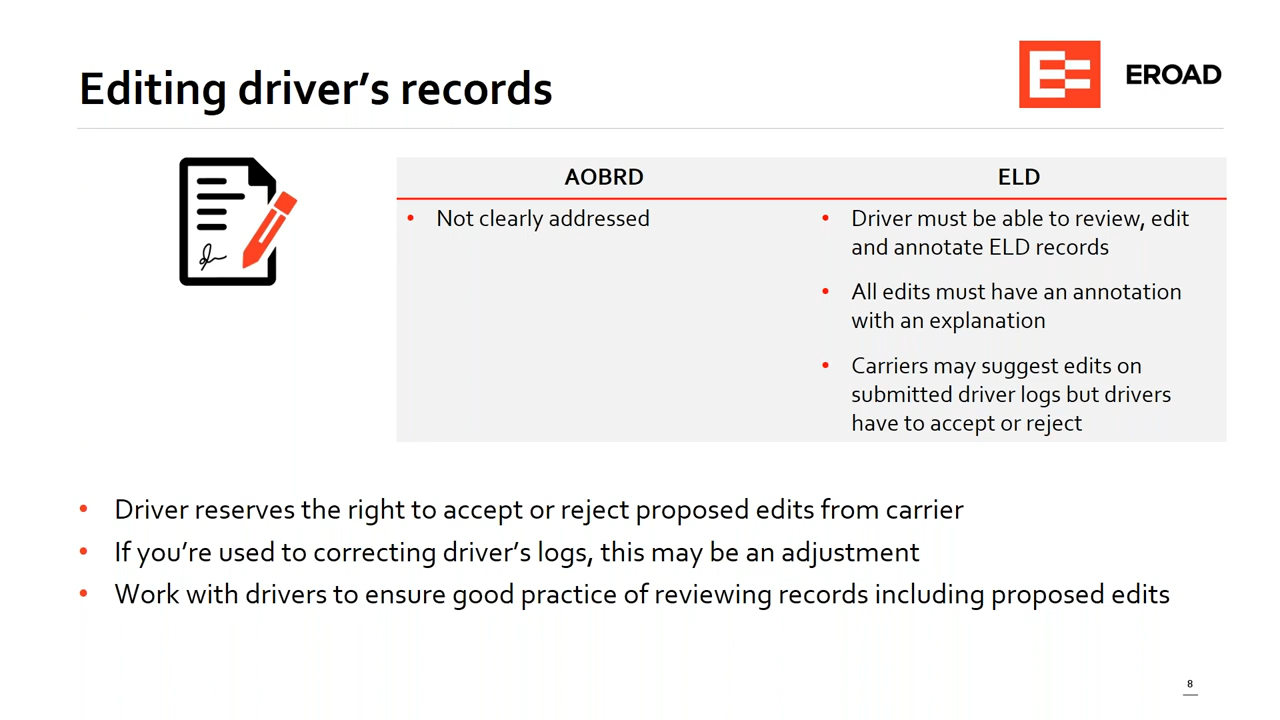 Editing driver’s records
EROAD
AOBRD
ELD
• Not clearly addressed
• Driver must be able to review, edit
and annotate ELD records
• All edits must have an annotation
with an explanation
• Carriers may suggest edits on
submitted driver logs but drivers
have to accept or reject
• Driver reserves the right to accept or reject proposed edits from carrier
• If you’re used to correcting driver’s logs, this may be an adjustment
• Work with drivers to ensure good practice of reviewing records including proposed edits
8